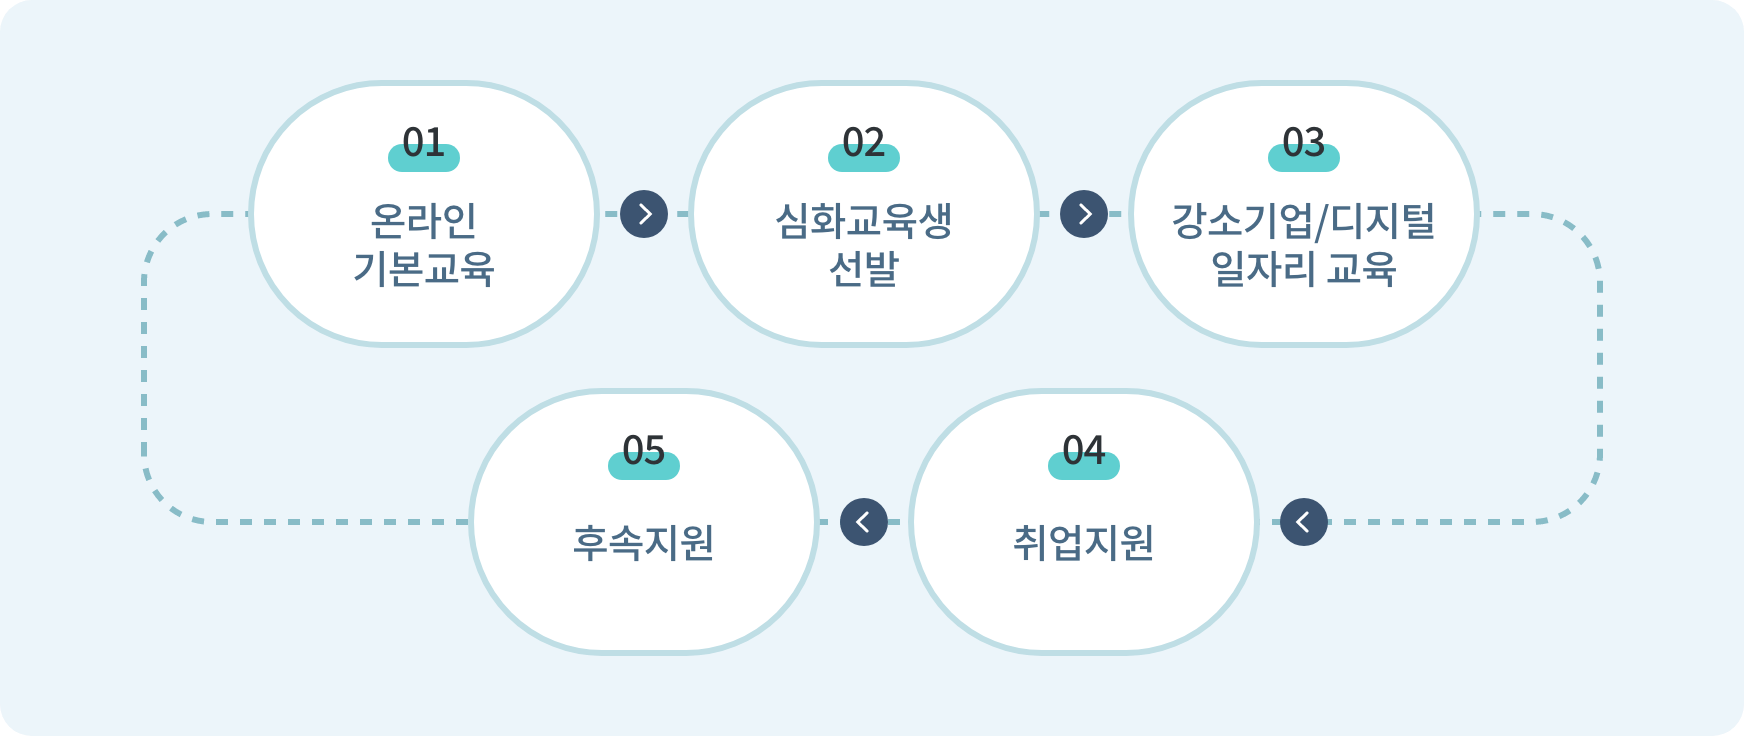 01
온라인
기본교육
02
심화교육생
선발
03
강소기업/디지털
일자리 교육
04
취업지원
05
후속지원